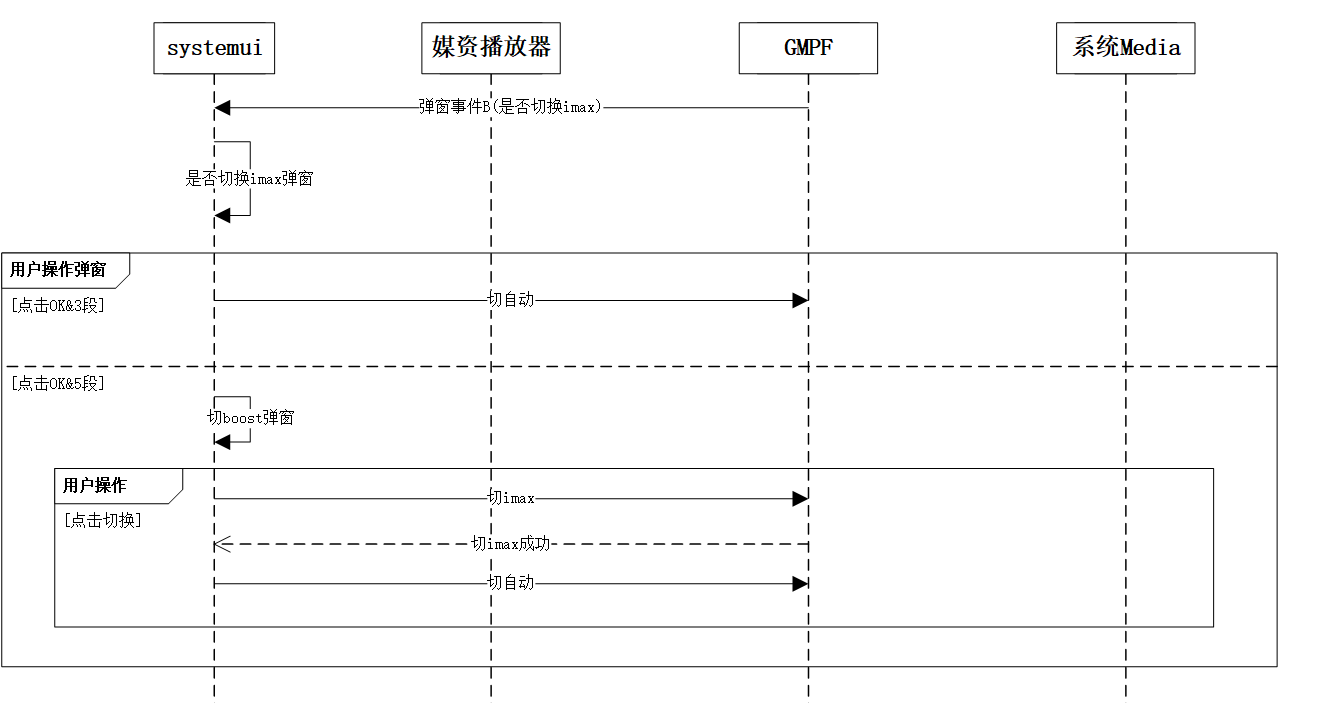 systemui
媒资播放器
GMPF
系统Media
弹窗事件B(是否切换imax)
是否切换imax弹窗
用户操作弹窗
[点击OK&3段]
切自动
[点击OK&5段]
切boost弹窗
用户操作
切imax
[点击切换]
切imax成功
切自动